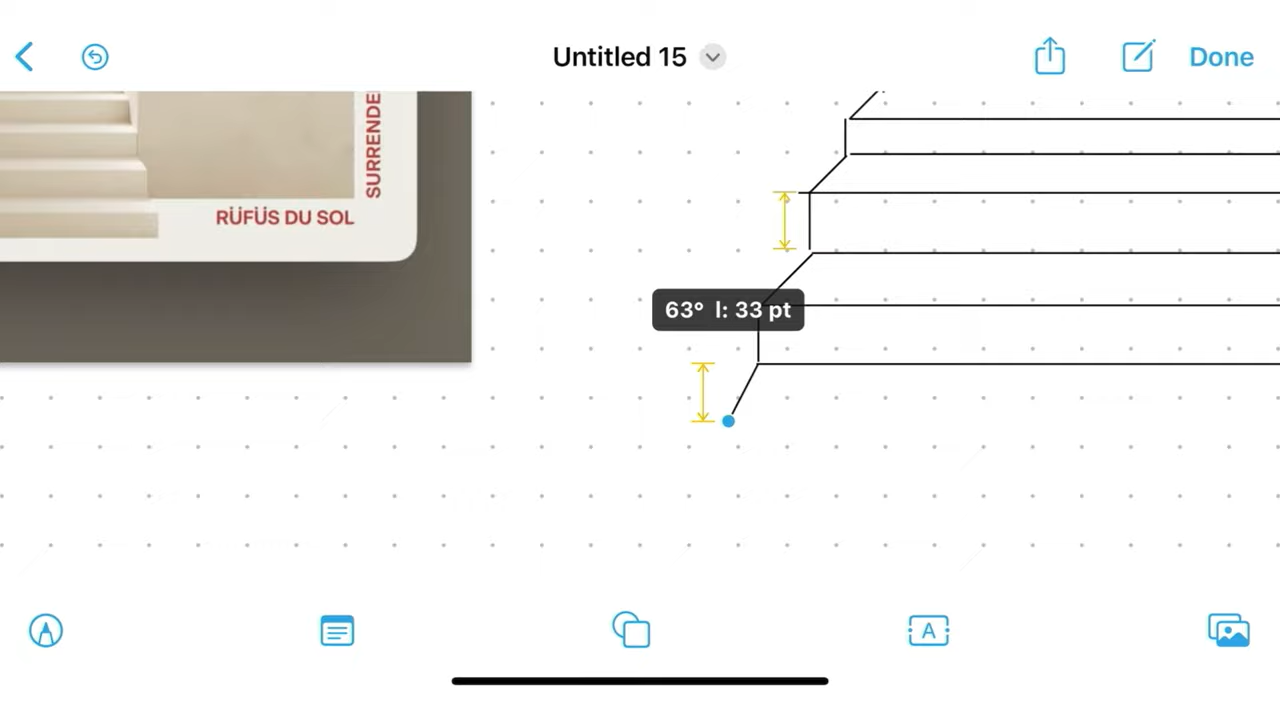 Untitled 15
Done
SURRENDE
RÜFÜS DU SOL
63° l: 33 pt
A